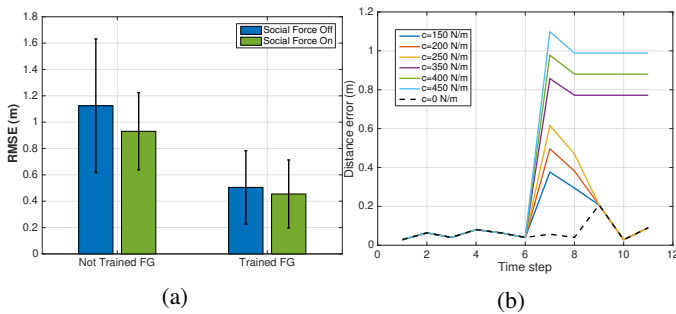 1.8
1.6
1.4
1.2
1
0.8
0.6
0.4
0.2
0
RMSE (m)
Social Force Off
Social Force On
Not Trained FG
Trained FG
(a)
1.2
1
0.8
0.6
0.4
0.2
0
Distance error (m)
c=150 N/m
c=200 N/m
c=250 N/m
c=350 N/m
c=400 N/m
c=450 N/m
c=0 N/m
0 2 4 6 8 10 12
Time step
(b)